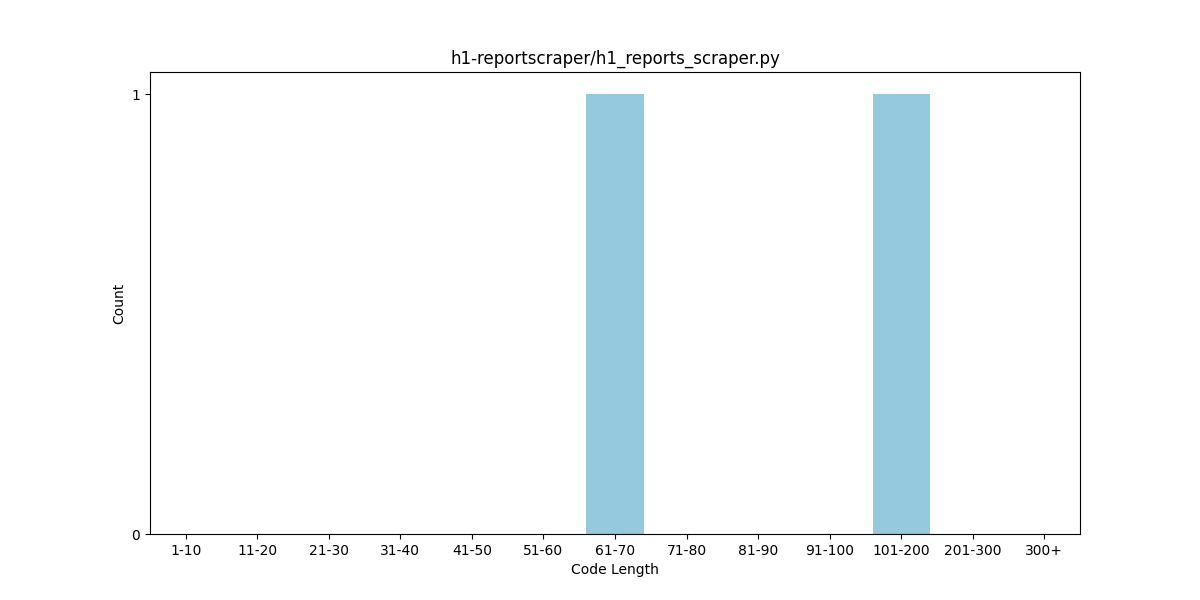 h1-reportscraper/h1_reports_scraper.py
1
Count
0
1-10 11-20 21-30 31-40 41-50 51-60 61-70 71-80 81-90 91-100 101-200 201-300 300+
Code Length